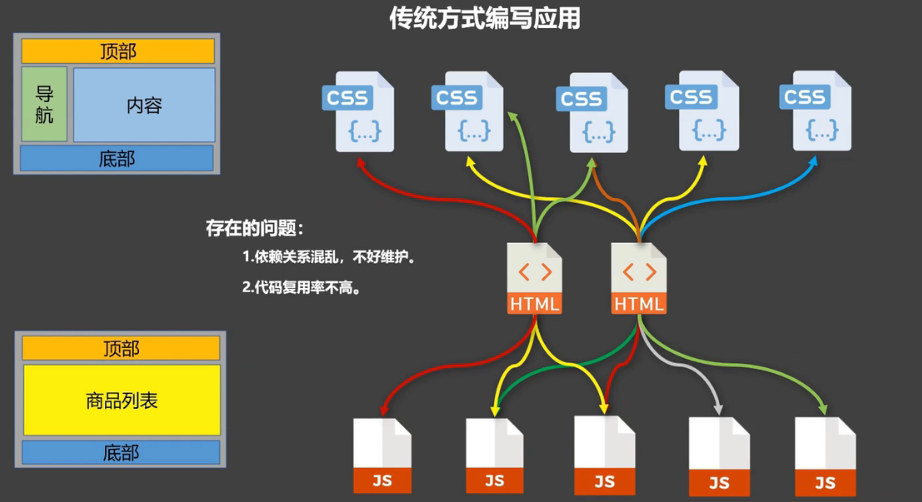 传统方式编写应用
顶部
导航
内容
底部
CSS
{...}
CSS
{...}
CSS
{...}
CSS
{...}
CSS
{...}
存在的问题：
1.依赖关系混乱，不好维护。
2.代码复用率不高。
< >
HTML
< >
HTML
顶部
商品列表
底部
JS
JS
JS
JS
JS